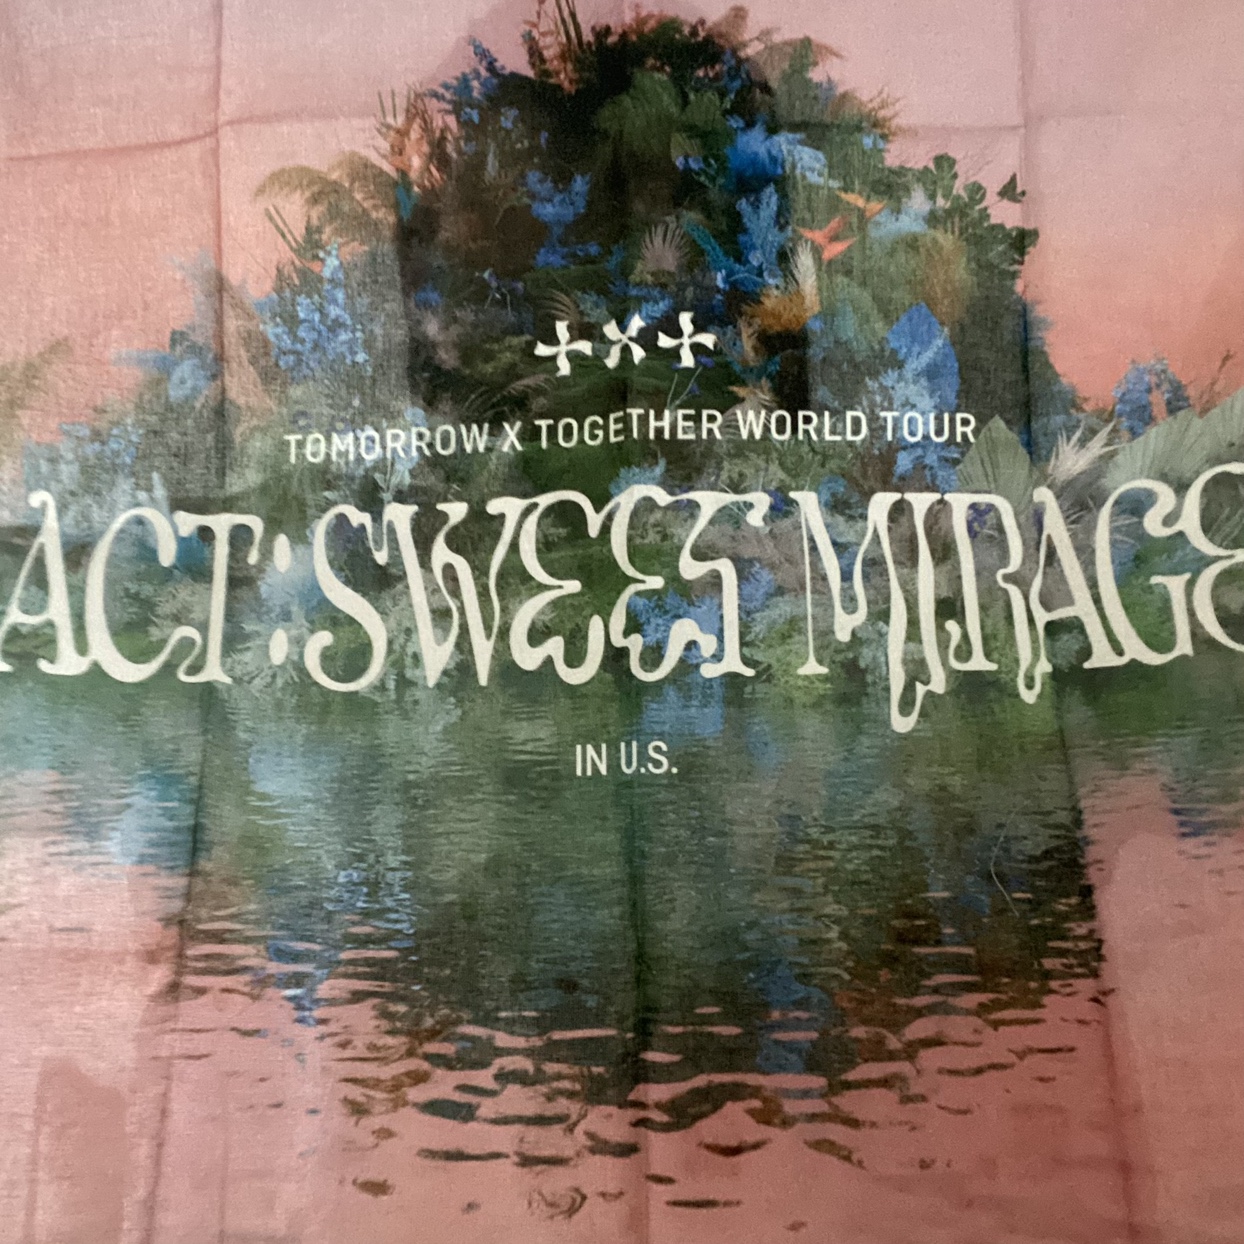 TOMORROW X TOGETHER WORLD TOUR
ACT : SWEET MIRAGE
IN U.S.